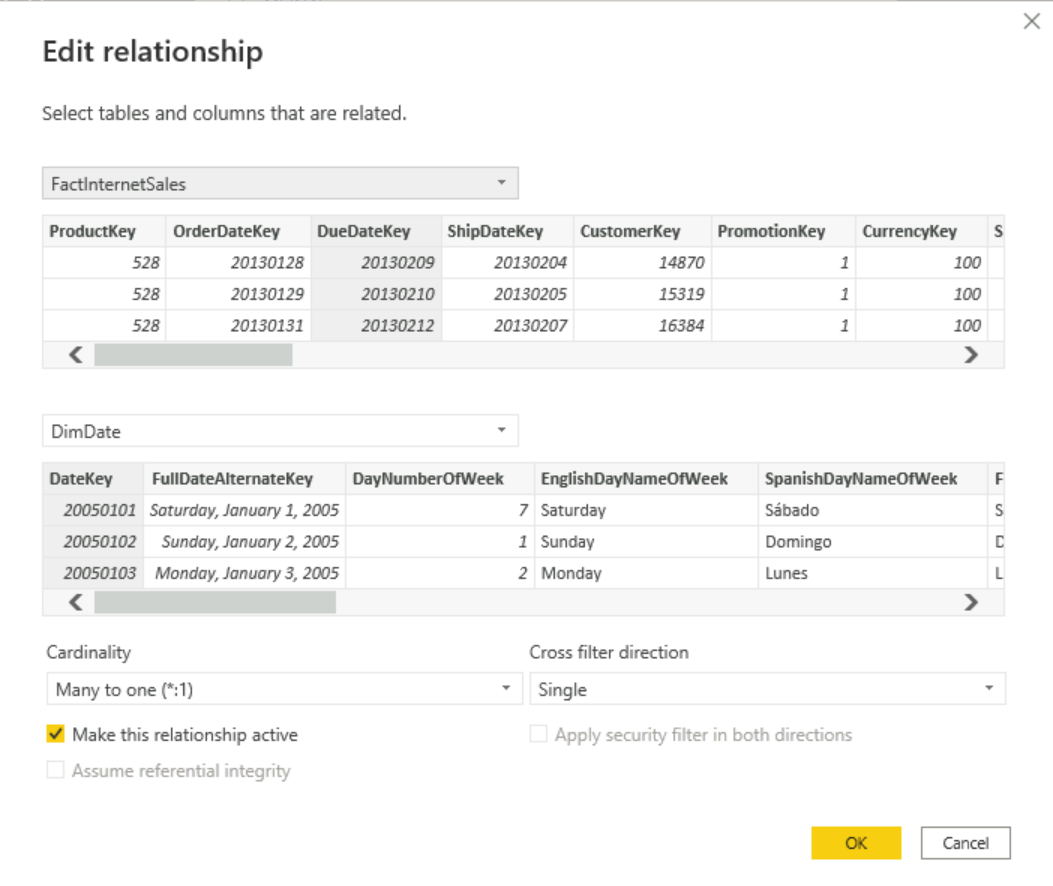 Edit relationship
Select tables and columns that are related.
FactInternetSales
ProductKey OrderDateKey DueDateKey ShipDateKey CustomerKey PromotionKey CurrencyKey S
528 20130128 20130209 20130204 14870 1 100
528 20130129 20130210 20130205 15319 1 100
528 20130131 20130212 20130207 16384 1 100
DimDate
DateKey FullDateAlternateKey DayNumberOfWeek EnglishDayNameOfWeek SpanishDayNameOfWeek F
20050101 Saturday, January 1, 2005 7 Saturday Sábado S
20050102 Sunday, January 2, 2005 1 Sunday Domingo D
20050103 Monday, January 3, 2005 2 Monday Lunes L
Cardinality Cross filter direction
Many to one (*:1) Single
Make this relationship active Apply security filter in both directions
Assume referential integrity
OK Cancel